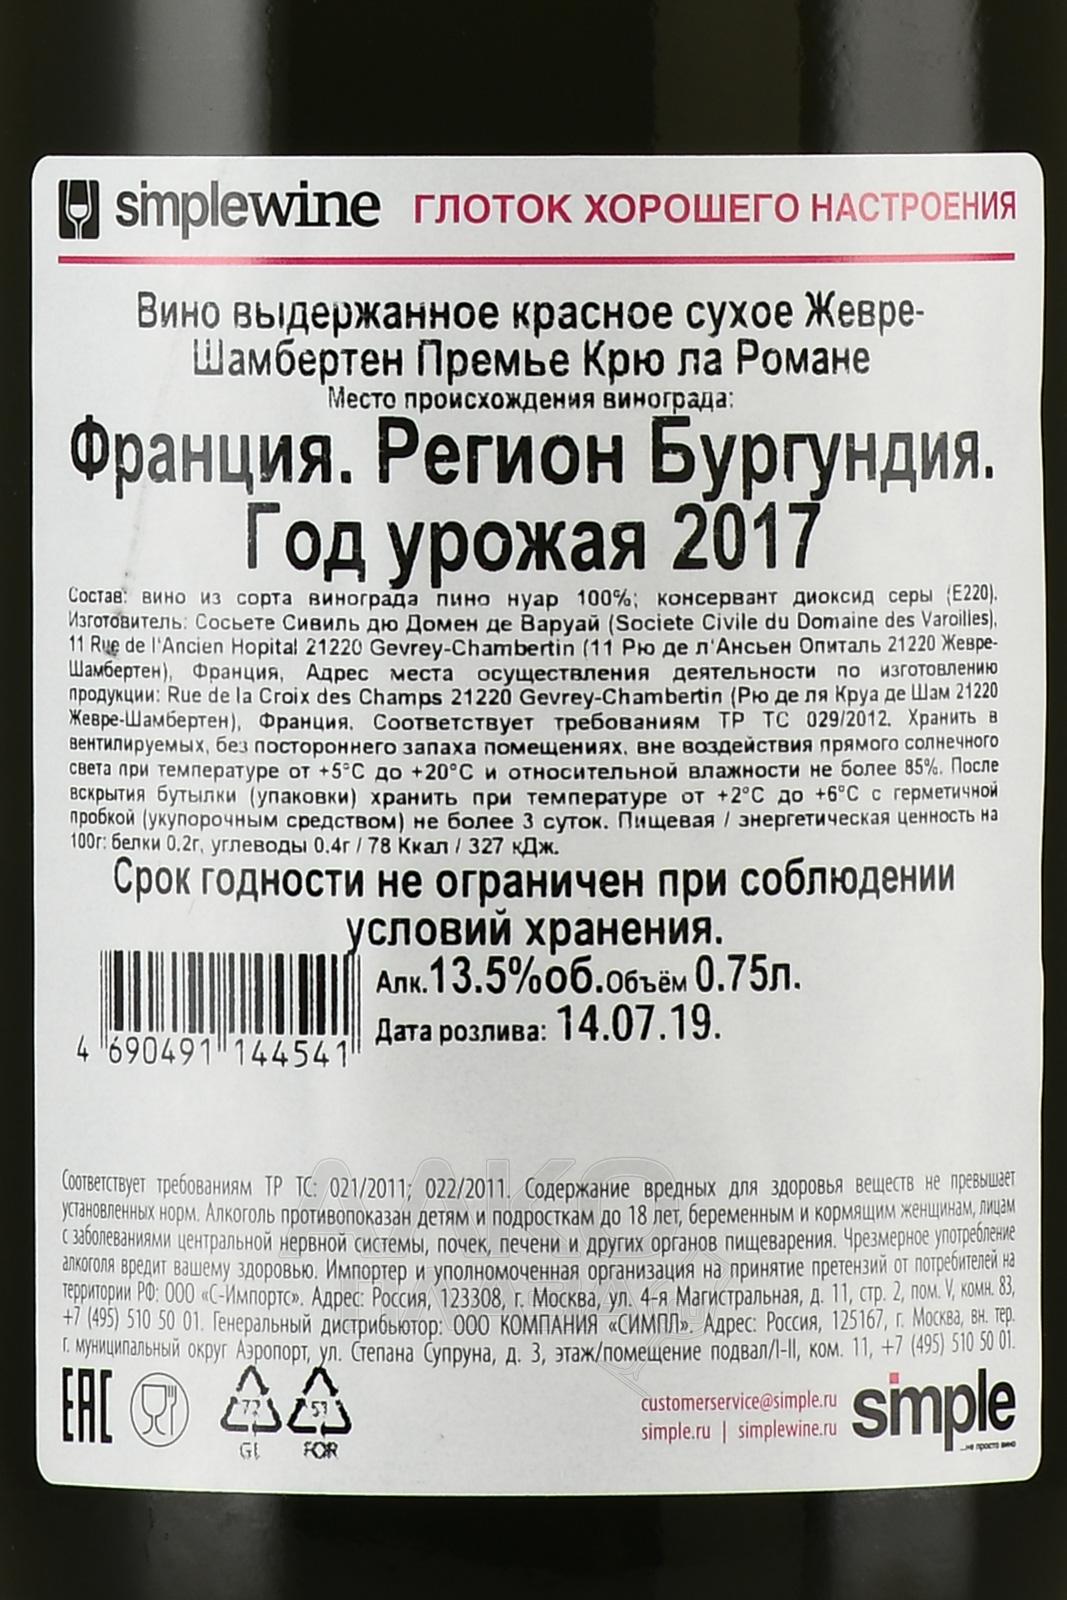 simplewine ГЛОТОК ХОРОШЕГО НАСТРОЕНИЯ
Вино выдержанное красное сухое Жевре-
Шамбертен Премье Крю ла Романе
Место происхождения винограда:
Франция. Регион Бургундия.
Год урожая 2017
Состав: вино из сорта винограда пино нуар 100%; консервант диоксид серы (Е220).
Изготовитель: Сосьете Сивиль дю Домен де Варуай (Societe Civile du Domaine des Varoilles),
11 Rue de l'Ancien Hopital 21220 Gevrey-Chambertin (11 Рю де л'Ансьен Опиталь 21220 Жевре-
Шамбертен), Франция, Адрес места осуществления деятельности по изготовлению
продукции: Rue de la Croix des Champs 21220 Gevrey-Chambertin (Рю де ля Круа де Шам 21220
Жевре-Шамбертен), Франция. Соответствует требованиям ТР ТС 029/2012. Хранить в
вентилируемых, без постороннего запаха помещениях, вне воздействия прямого солнечного
света при температуре от +5°С до +20°С и относительной влажности не более 85%. После
вскрытия бутылки (упаковки) хранить при температуре от +2°С до +6°С с герметичной
пробкой (укупорочным средством) не более 3 суток. Пищевая / энергетическая ценность на
100г: белки 0.2г, углеводы 0.4г / 78 Ккал / 327 кДж.
Срок годности не ограничен при соблюдении
условий хранения.
Алк.13.5%об.Объём 0.75л.
Дата розлива: 14.07.19.
4 690491 144541
Соответствует требованиям ТР ТС: 021/2011; 022/2011. Содержание вредных для здоровья веществ не превышает
установленных норм. Алкоголь противопоказан детям и подросткам до 18 лет, беременным и кормящим женщинам, лицам
с заболеваниями центральной нервной системы, почек, печени и других органов пищеварения. Чрезмерное употребление
алкоголя вредит вашему здоровью. Импортер и уполномоченная организация на принятие претензий от потребителей на
территории РФ: ООО «С-Импортс». Адрес: Россия, 123308, г. Москва, ул. 4-я Магистральная, д. 11, стр. 2, пом. V, комн. 83,
+7 (495) 510 50 01. Генеральный дистрибьютор: ООО КОМПАНИЯ «СИМПЛ». Адрес: Россия, 125167, г. Москва, вн. тер.
г. муниципальный округ Аэропорт, ул. Степана Супруна, д. 3, этаж/помещение подвал/I-II, ком. 11, +7 (495) 510 50 01.
EAC
51
GL FOR
customerservice@simple.ru
simple.ru | simplewine.ru
simple
...не просто вино